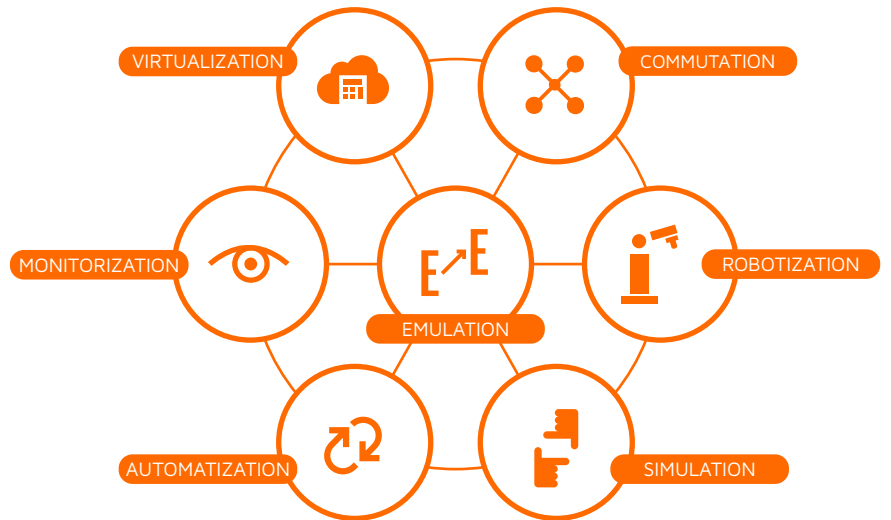 VIRTUALIZATION
COMMUTATION
MONITORIZATION
E E
ROBOTIZATION
EMULATION
AUTOMATIZATION
SIMULATION